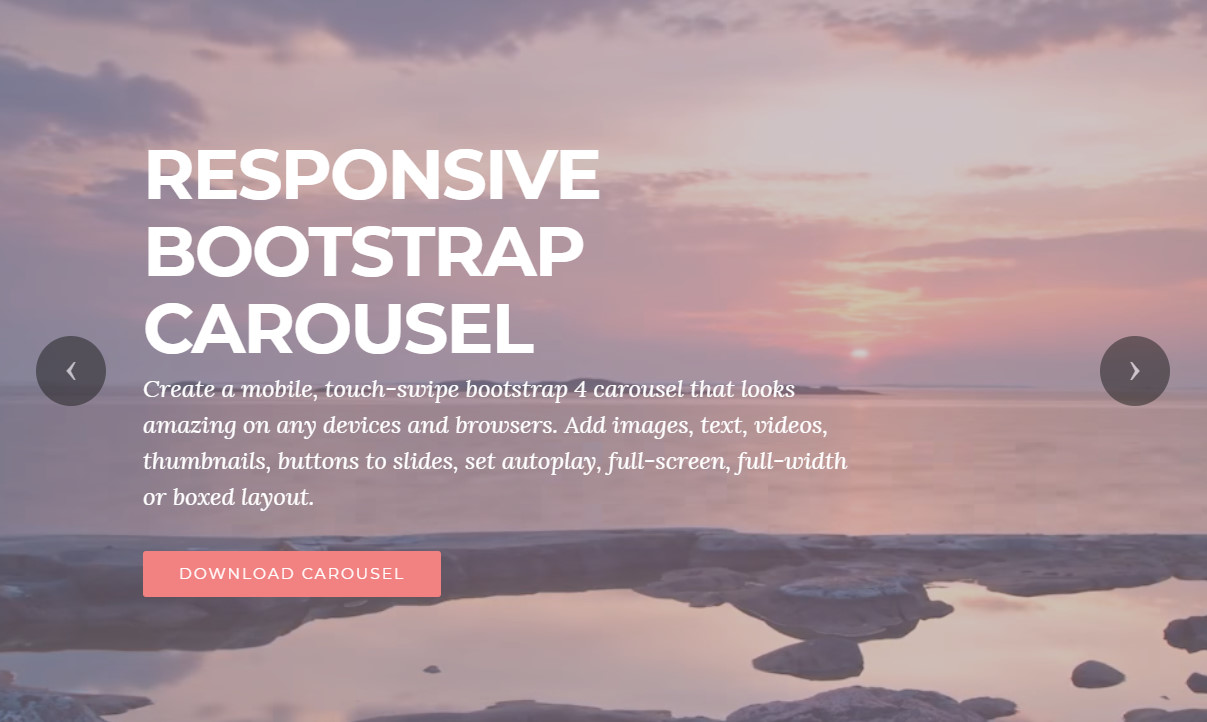 RESPONSIVE
BOOTSTRAP
CAROUSEL
Create a mobile, touch-swipe bootstrap 4 carousel that looks
amazing on any devices and browsers. Add images, text, videos,
thumbnails, buttons to slides, set autoplay, full-screen, full-width
or boxed layout.
DOWNLOAD CAROUSEL